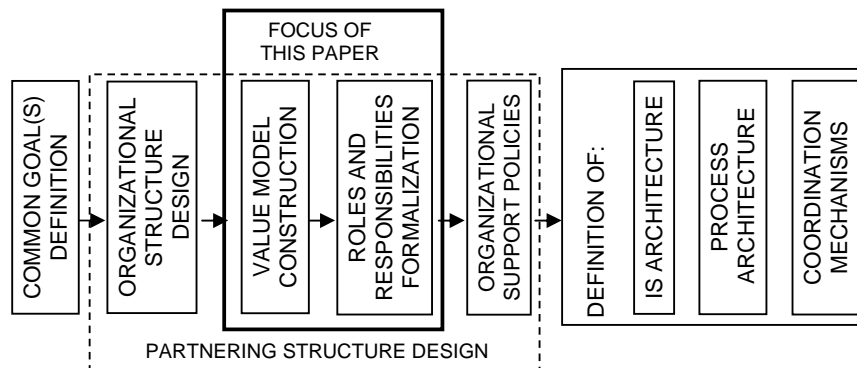 FOCUS OF
THIS PAPER
COMMON GOAL(S)
DEFINITION
ORGANIZATIONAL
STRUCTURE
DESIGN
VALUE MODEL
CONSTRUCTION
ROLES AND
RESPONSIBILITIES
FORMALIZATION
ORGANIZATIONAL
SUPPORT POLICIES
DEFINITION OF:
IS ARCHITECTURE
PROCESS
ARCHITECTURE
COORDINATION
MECHANISMS
PARTNERING STRUCTURE DESIGN